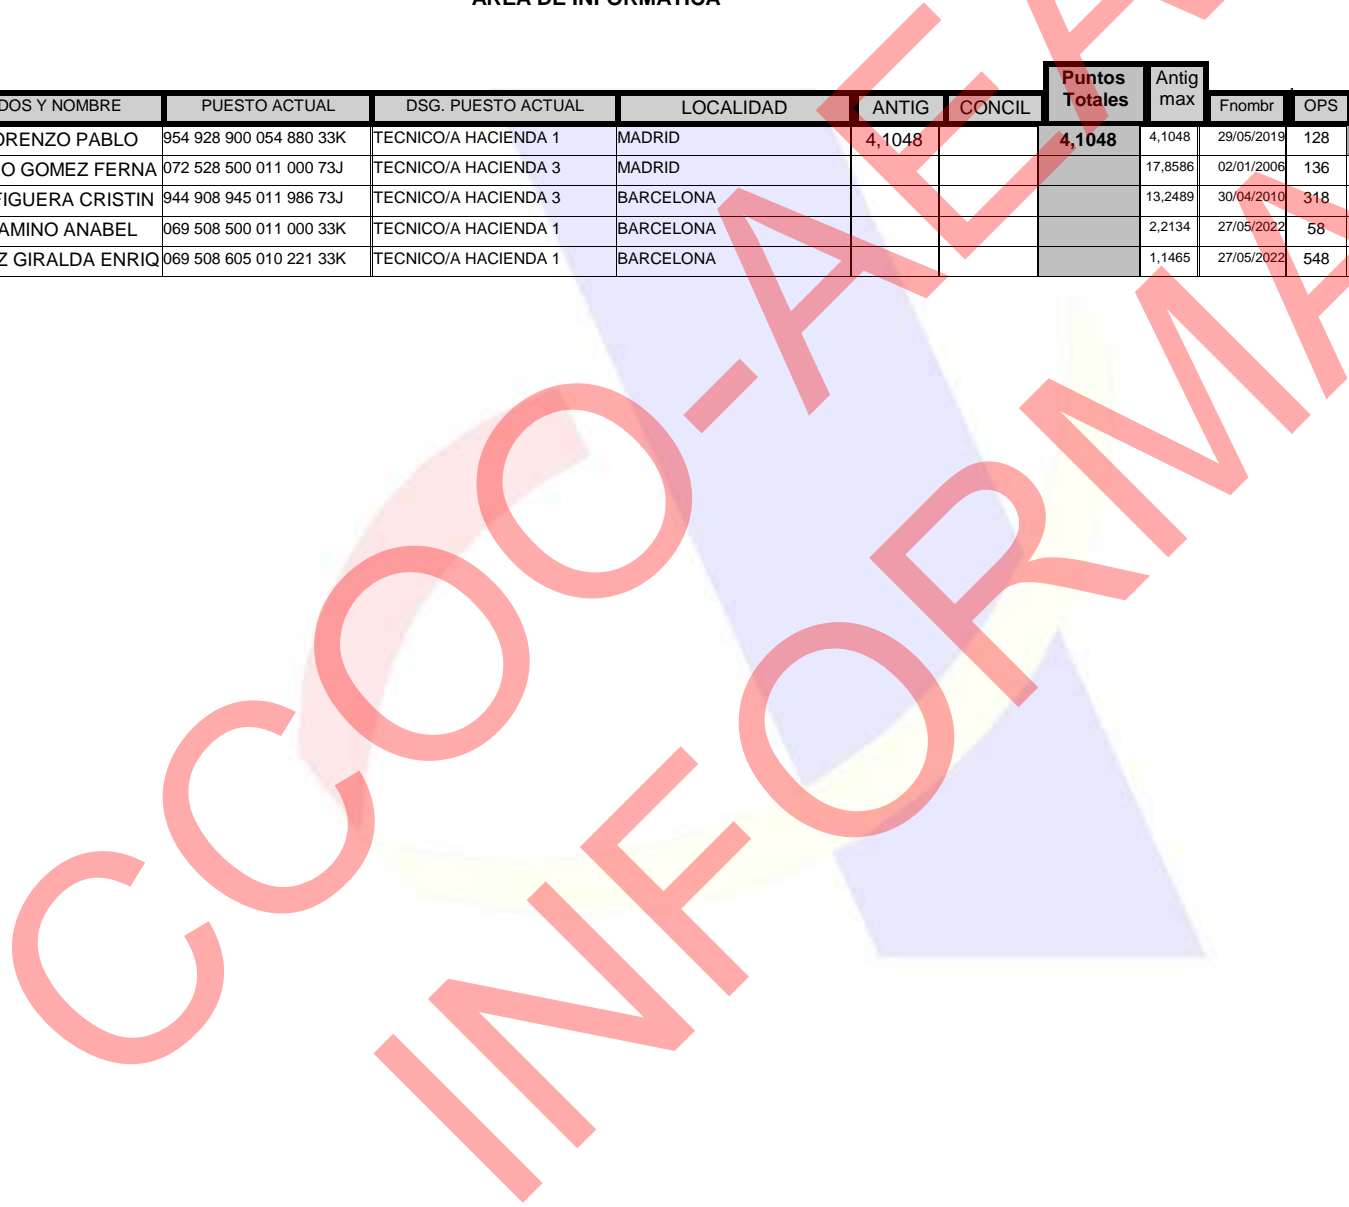 AREA DE INFORMATICA
Puntos Totales Antig max
DOS Y NOMBRE PUESTO ACTUAL DSG. PUESTO ACTUAL LOCALIDAD ANTIG CONCIL Fnombr OPS
ORENZO PABLO 954 928 900 054 880 33K TECNICO/A HACIENDA 1 MADRID 4,1048 4,1048 4,1048 29/05/2019 128
O GOMEZ FERNA 072 528 500 011 000 73J TECNICO/A HACIENDA 3 MADRID 17,8586 02/01/2006 136
FIGUERA CRISTIN 944 908 945 011 986 73J TECNICO/A HACIENDA 3 BARCELONA 13,2489 30/04/2010 318
AMINO ANABEL 069 508 500 011 000 33K TECNICO/A HACIENDA 1 BARCELONA 2,2134 27/05/2022 58
Z GIRALDA ENRIQ 069 508 605 010 221 33K TECNICO/A HACIENDA 1 BARCELONA 1,1465 27/05/2022 548
CCOO-AEA
INFORMA